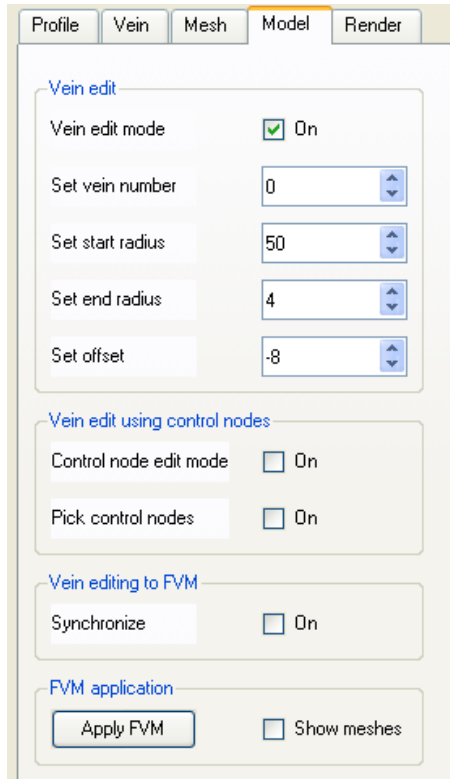 Profile Vein Mesh Model Render
Vein edit
Vein edit mode On
Set vein number 0
Set start radius 50
Set end radius 4
Set offset -8
Vein edit using control nodes
Control node edit mode On
Pick control nodes On
Vein editing to FVM
Synchronize On
FVM application
Apply FVM Show meshes